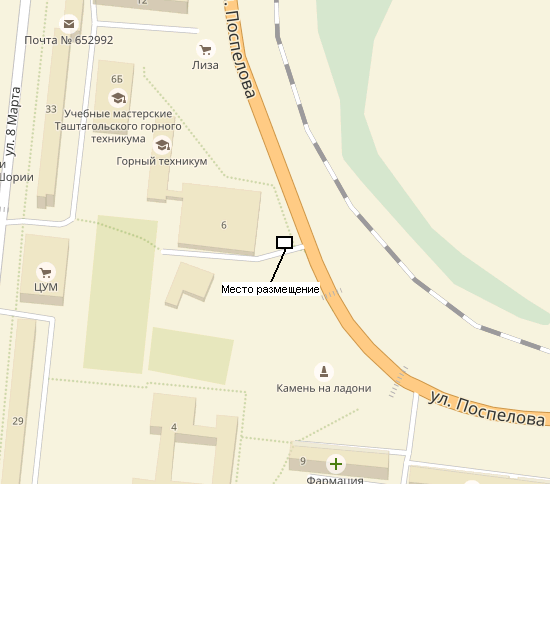 12
Поспелова
Почта № 652992
Лиза
6Б
ул. 8 Марта
33
Учебные мастерские
Таштагольского горного
техникума
Горный техникум
и
Шории
6
ЦУМ
Место размещение
Камень на ладони
ул. Поспелова
29
4
9
Фармация